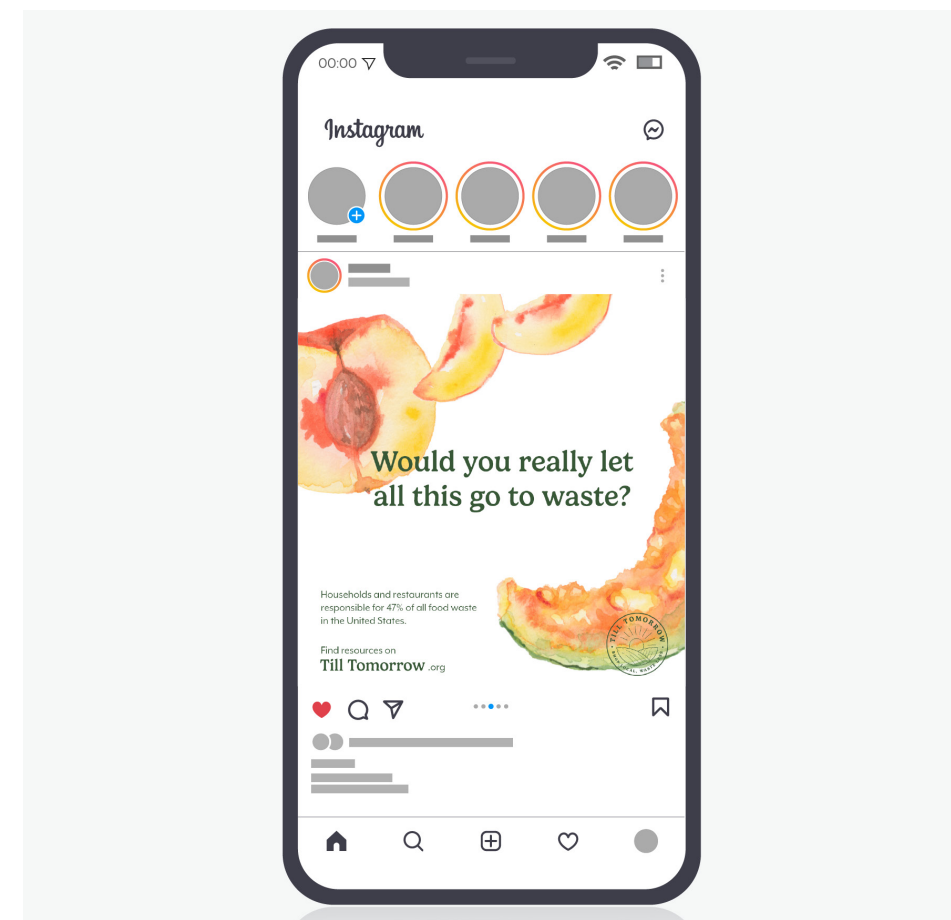 00:00
Instagram
Would you really let
all this go to waste?
Households and restaurants are
responsible for 47% of all food waste
in the United States.
Find resources on
Till Tomorrow .org
TILL TOMORROW